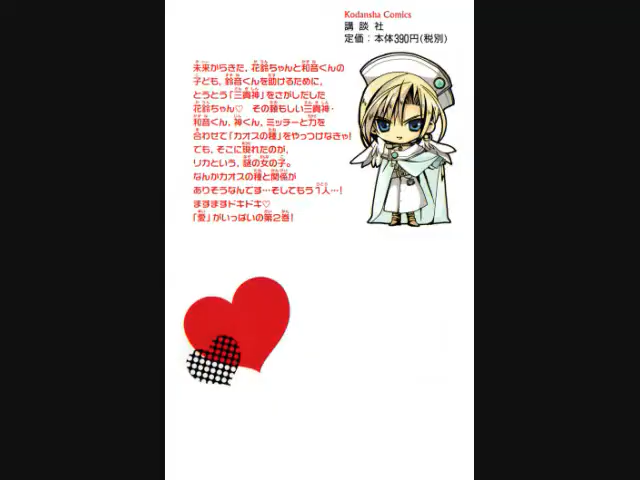 Kodansha Comics
講談社
定価：本体390円(税別)
未来からきた，花鈴ちゃんと和音くんの
子ども，鈴音くんを助けるために，
とうとう「三貴神」をさがしだした
花鈴ちゃん♡　その頼もしい三貴神・
和音くん，神くん，ミッチーと力を
合わせて「カオスの種」をやっつけなきゃ！
でも，そこに現れたのが，
リカという，謎の女の子。
なんかカオスの種と関係が
ありそうなんです…そしてもう1人…！
ますますドキドキ♡
「愛」がいっぱいの第2巻！